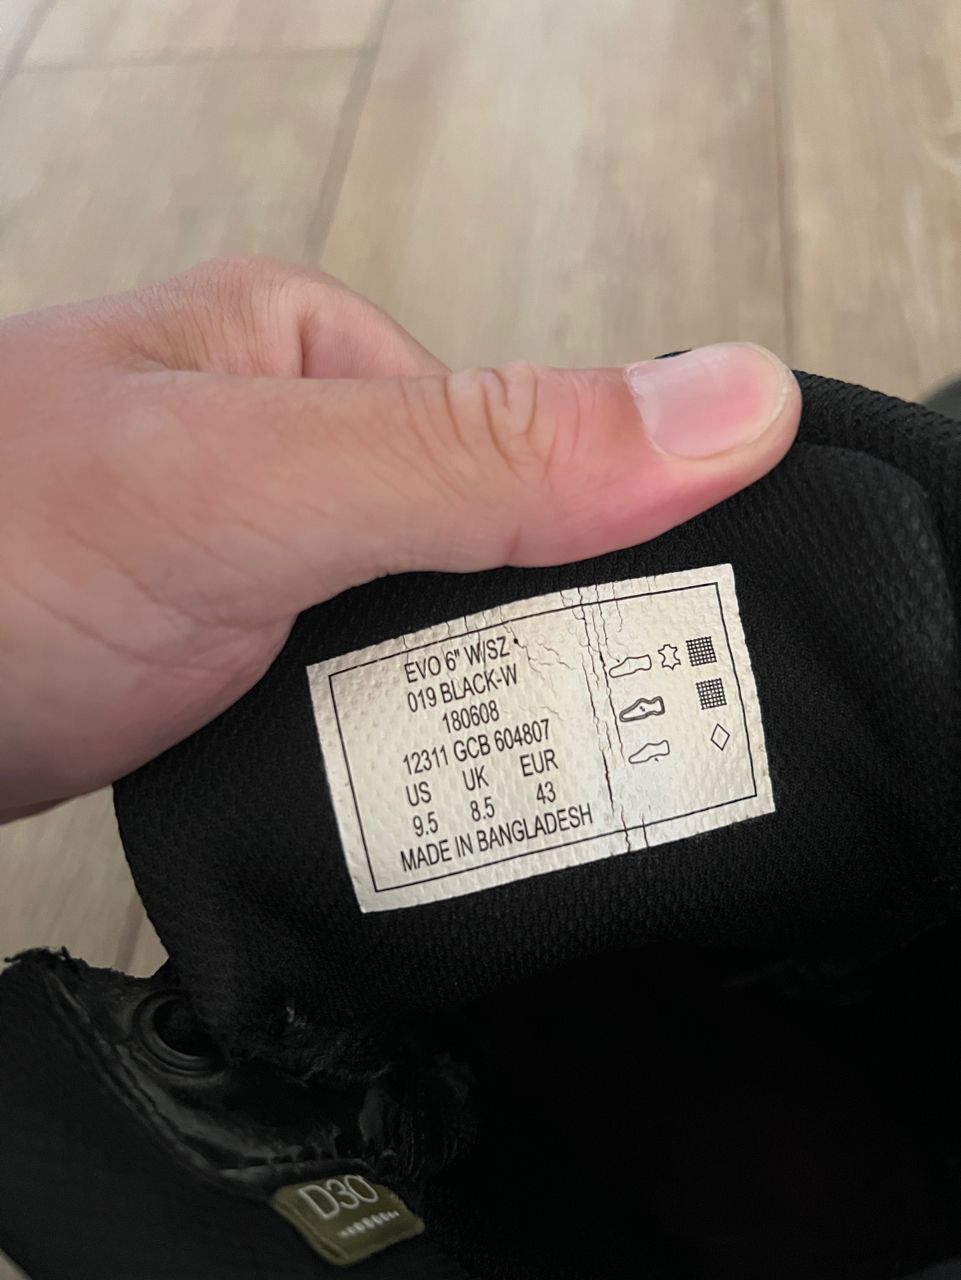 EVO 6" W/SZ
019 BLACK-W
180608
12311 GCB 604807
US UK EUR
9.5 8.5 43
MADE IN BANGLADESH
D3O